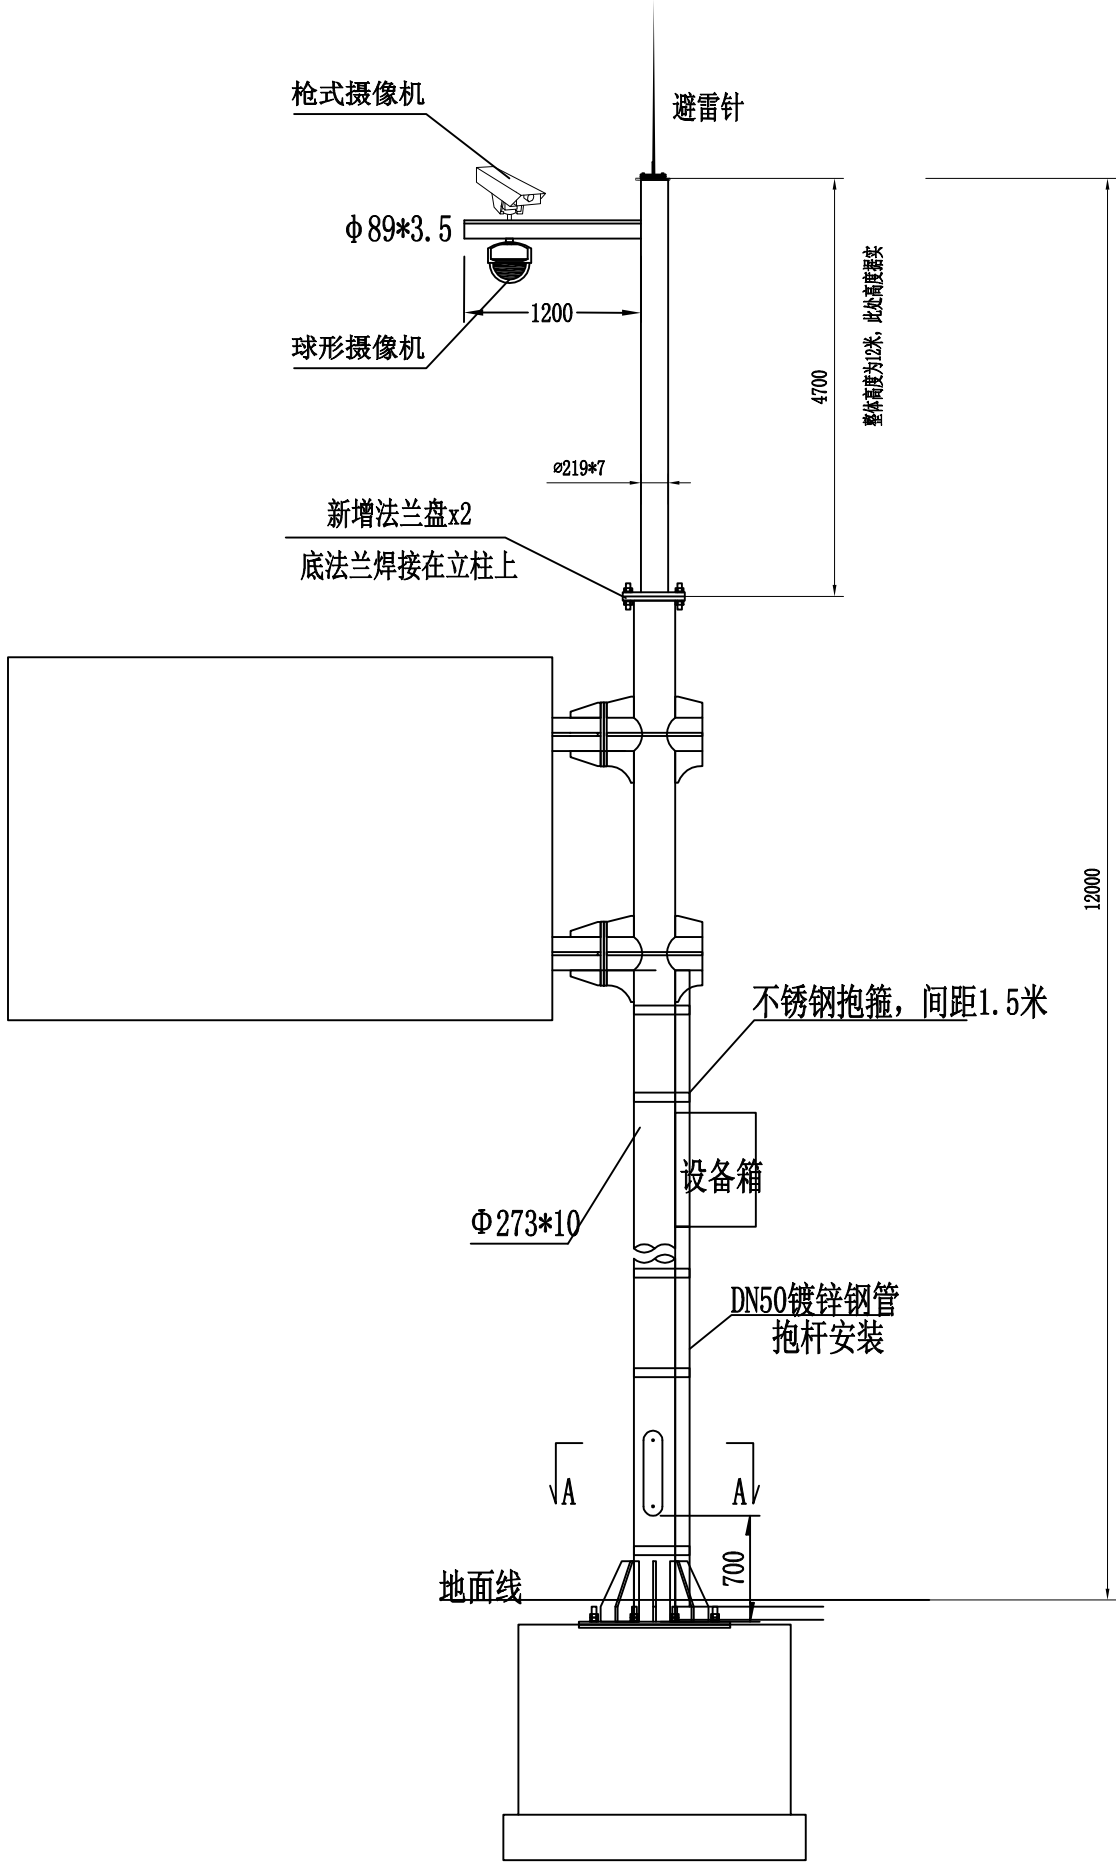 枪式摄像机
避雷针
ф89*3.5
1200
球形摄像机
4700
整体高度为12米，此处高度据实
⌀219*7
新增法兰盘x2
底法兰焊接在立柱上
12000
不锈钢抱箍，间距1.5米
设备箱
Φ273*10
DN50镀锌钢管
抱杆安装
A
A
700
地面线